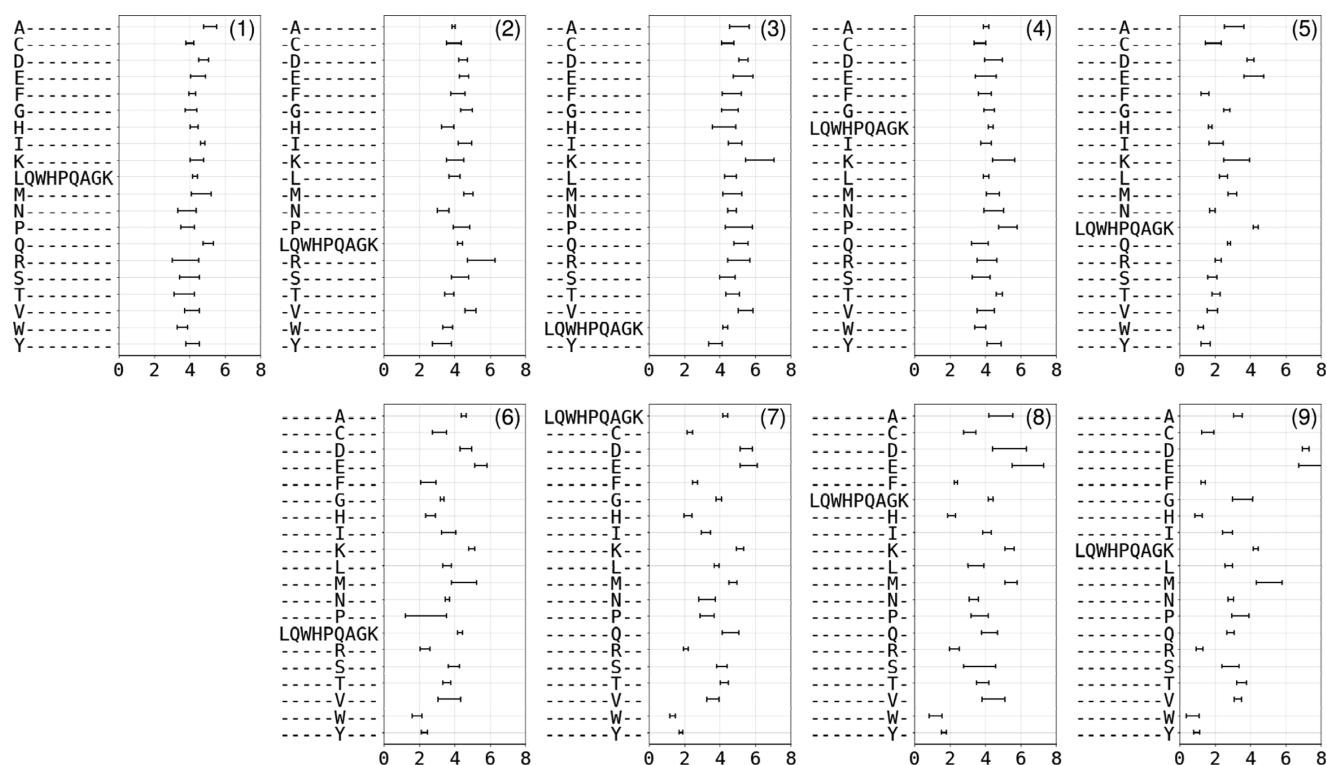 (1)
A--------
C--------
D--------
E--------
F--------
G--------
H--------
I--------
K--------
LQWHPQAGK
M--------
N--------
P--------
Q--------
R--------
S--------
T--------
V--------
W--------
Y--------
0 2 4 6 8
(2)
-A-------
-C-------
-D-------
-E-------
-F-------
-G-------
-H-------
-I-------
-K-------
-L-------
-M-------
-N-------
-P-------
LQWHPQAGK
-R-------
-S-------
-T-------
-V-------
-W-------
-Y-------
0 2 4 6 8
(3)
--A------
--C------
--D------
--E------
--F------
--G------
--H------
--I------
--K------
--L------
--M------
--N------
--P------
--Q------
--R------
--S------
--T------
--V------
LQWHPQAGK
--Y------
0 2 4 6 8
(4)
---A-----
---C-----
---D-----
---E-----
---F-----
---G-----
LQWHPQAGK
---I-----
---K-----
---L-----
---M-----
---N-----
---P-----
---Q-----
---R-----
---S-----
---T-----
---V-----
---W-----
---Y-----
0 2 4 6 8
(5)
----A----
----C----
----D----
----E----
----F----
----G----
----H----
----I----
----K----
----L----
----M----
----N----
LQWHPQAGK
----Q----
----R----
----S----
----T----
----V----
----W----
----Y----
0 2 4 6 8
(6)
-----A---
-----C---
-----D---
-----E---
-----F---
-----G---
-----H---
-----I---
-----K---
-----L---
-----M---
-----N---
-----P---
LQWHPQAGK
-----R---
-----S---
-----T---
-----V---
-----W---
-----Y---
0 2 4 6 8
(7)
LQWHPQAGK
------C--
------D--
------E--
------F--
------G--
------H--
------I--
------K--
------L--
------M--
------N--
------P--
------Q--
------R--
------S--
------T--
------V--
------W--
------Y--
0 2 4 6 8
(8)
-------A-
-------C-
-------D-
-------E-
-------F-
LQWHPQAGK
-------H-
-------I-
-------K-
-------L-
-------M-
-------N-
-------P-
-------Q-
-------R-
-------S-
-------T-
-------V-
-------W-
-------Y-
0 2 4 6 8
(9)
--------A
--------C
--------D
--------E
--------F
--------G
--------H
--------I
LQWHPQAGK
--------L
--------M
--------N
--------P
--------Q
--------R
--------S
--------T
--------V
--------W
--------Y
0 2 4 6 8